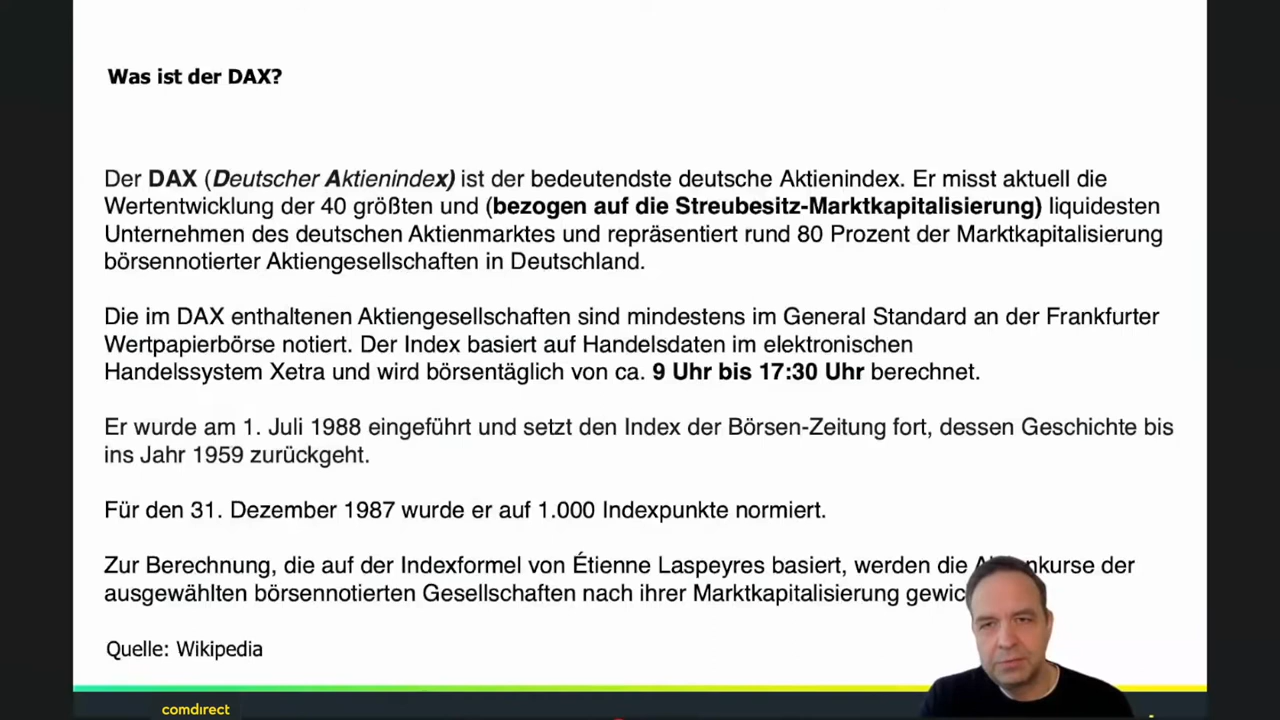 Was ist der DAX?
Der DAX (Deutscher Aktienindex) ist der bedeutendste deutsche Aktienindex. Er misst aktuell die
Wertentwicklung der 40 größten und (bezogen auf die Streubesitz-Marktkapitalisierung) liquidesten
Unternehmen des deutschen Aktienmarktes und repräsentiert rund 80 Prozent der Marktkapitalisierung
börsennotierter Aktiengesellschaften in Deutschland.
Die im DAX enthaltenen Aktiengesellschaften sind mindestens im General Standard an der Frankfurter
Wertpapierbörse notiert. Der Index basiert auf Handelsdaten im elektronischen
Handelssystem Xetra und wird börsentäglich von ca. 9 Uhr bis 17:30 Uhr berechnet.
Er wurde am 1. Juli 1988 eingeführt und setzt den Index der Börsen-Zeitung fort, dessen Geschichte bis
ins Jahr 1959 zurückgeht.
Für den 31. Dezember 1987 wurde er auf 1.000 Indexpunkte normiert.
Zur Berechnung, die auf der Indexformel von Étienne Laspeyres basiert, werden die der
ausgewählten börsennotierten Gesellschaften nach ihrer Marktkapitalisierung
Quelle: Wikipedia
comdirect